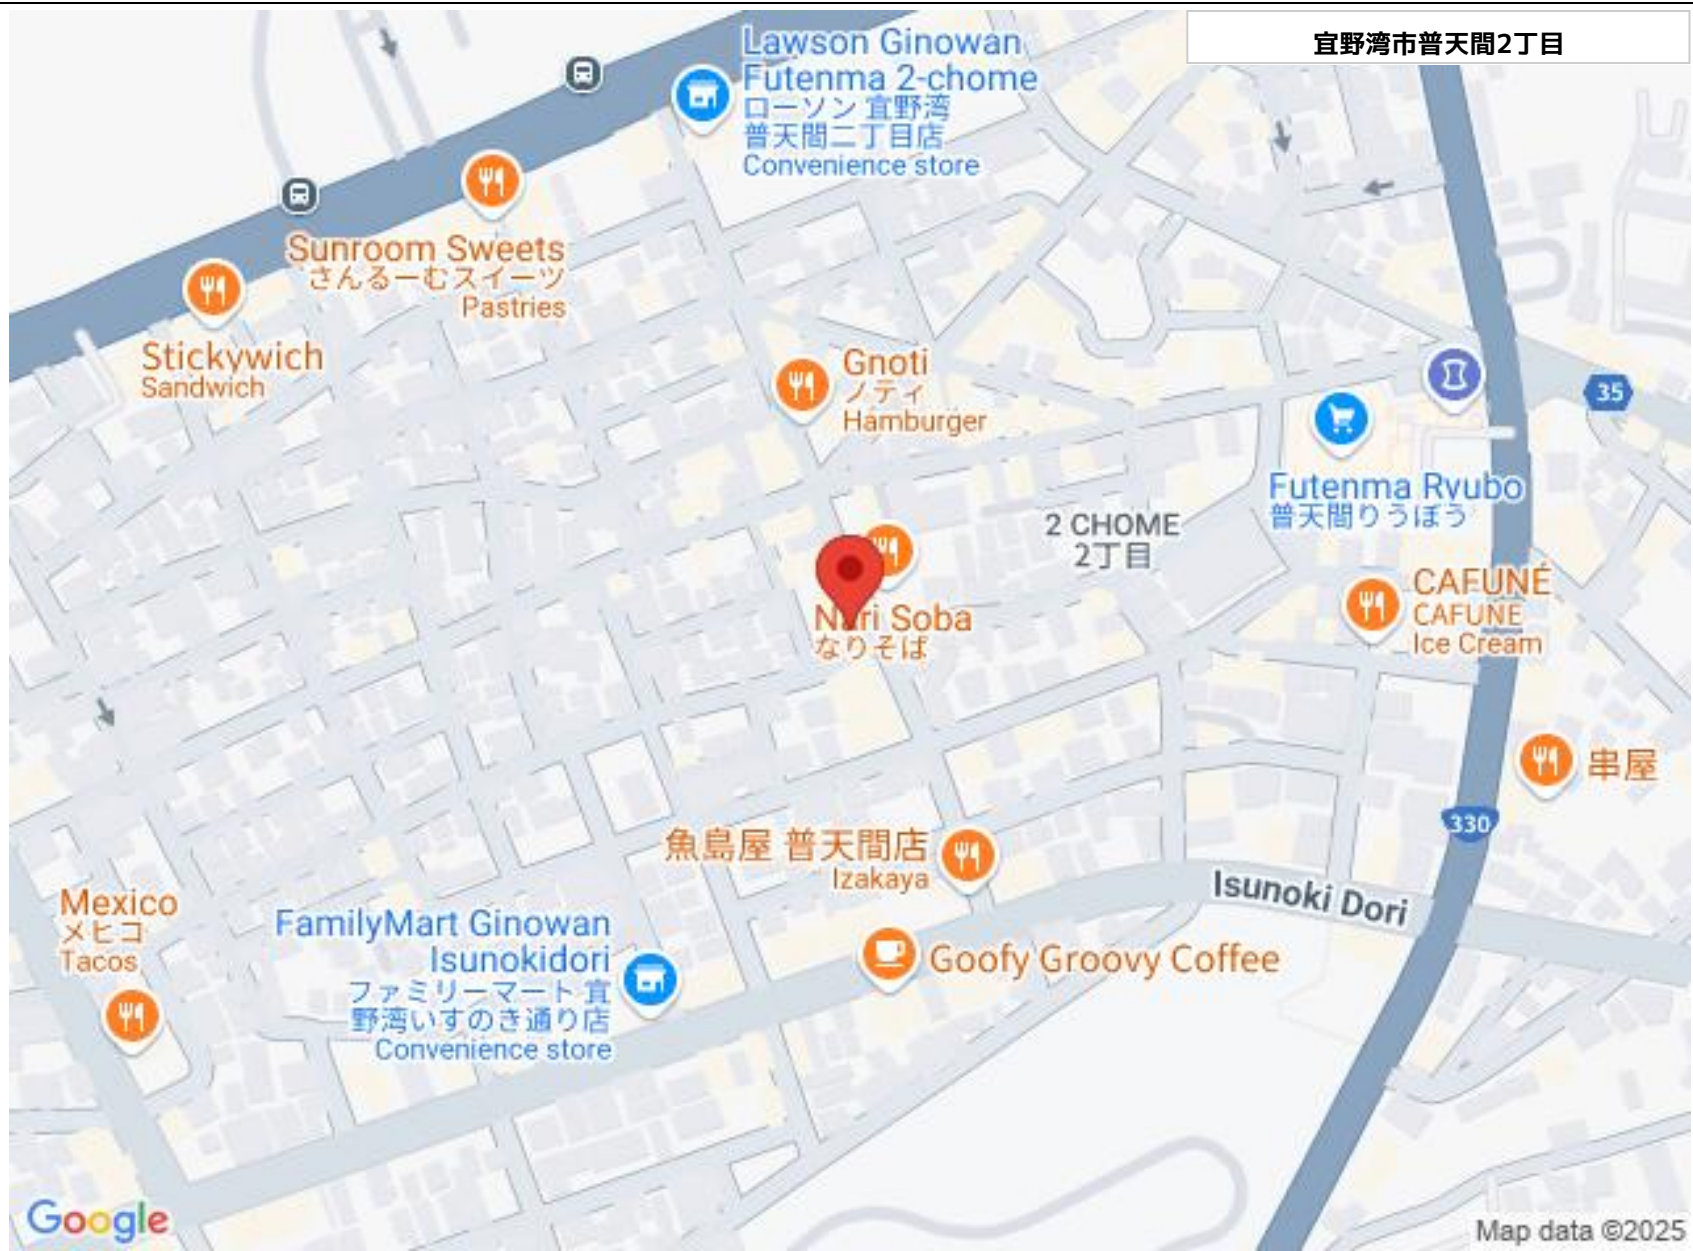 宜野湾市普天間2丁目
Lawson Ginowan
Futenma 2-chome
ローソン 宜野湾
普天間二丁目店
Convenience store
Sunroom Sweets
さんるーむスイーツ
Pastries
Stickywich
Sandwich
Gnoti
ノティ
Hamburger
35
Futenma Ryubo
普天間りうぼう
2 CHOME
2丁目
CAFUNÉ
CAFUNE
Ice Cream
Nari Soba
なりそば
串屋
330
魚島屋 普天間店
Izakaya
Isunoki Dori
Mexico
メヒコ
Tacos
FamilyMart Ginowan
Isunokidori
ファミリーマート 宜
野湾いすのき通り店
Convenience store
Goofy Groovy Coffee
Google
Map data ©2025